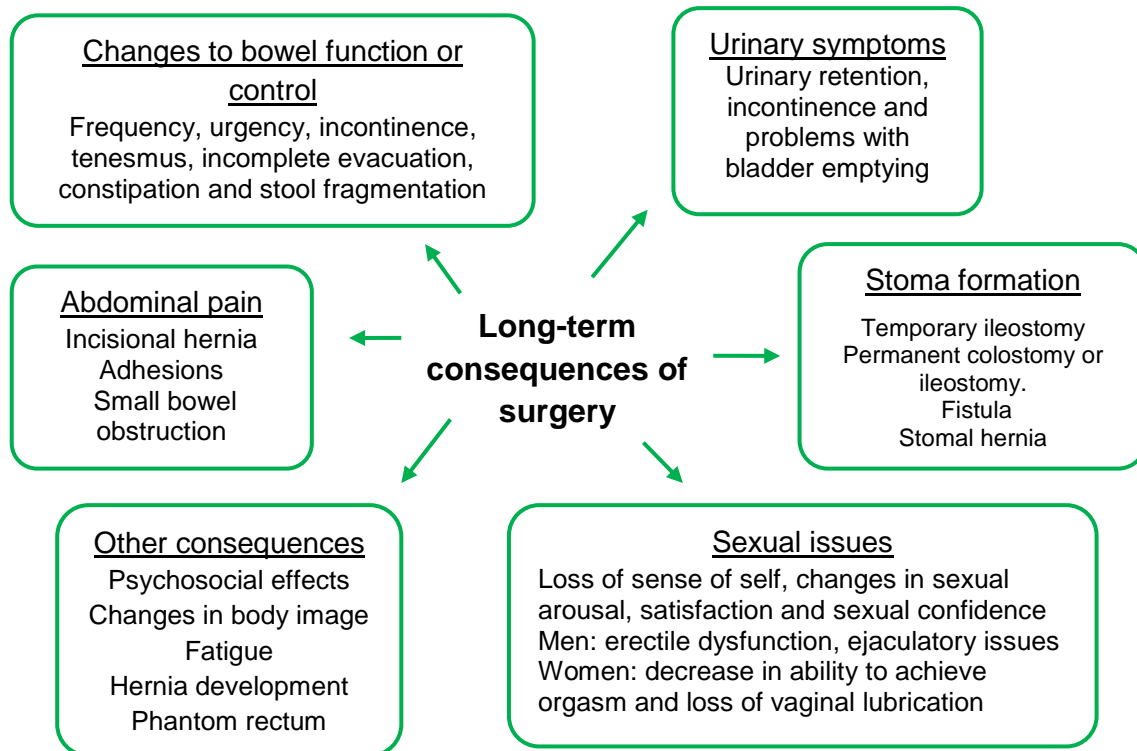 Changes to bowel function or
control
Frequency, urgency, incontinence,
tenesmus, incomplete evacuation,
constipation and stool fragmentation
Urinary symptoms
Urinary retention,
incontinence and
problems with
bladder emptying
Abdominal pain
Incisional hernia
Adhesions
Small bowel
obstruction
Long-term
consequences of
surgery
Stoma formation
Temporary ileostomy
Permanent colostomy or
ileostomy.
Fistula
Stomal hernia
Other consequences
Psychosocial effects
Changes in body image
Fatigue
Hernia development
Phantom rectum
Sexual issues
Loss of sense of self, changes in sexual
arousal, satisfaction and sexual confidence
Men: erectile dysfunction, ejaculatory issues
Women: decrease in ability to achieve
orgasm and loss of vaginal lubrication